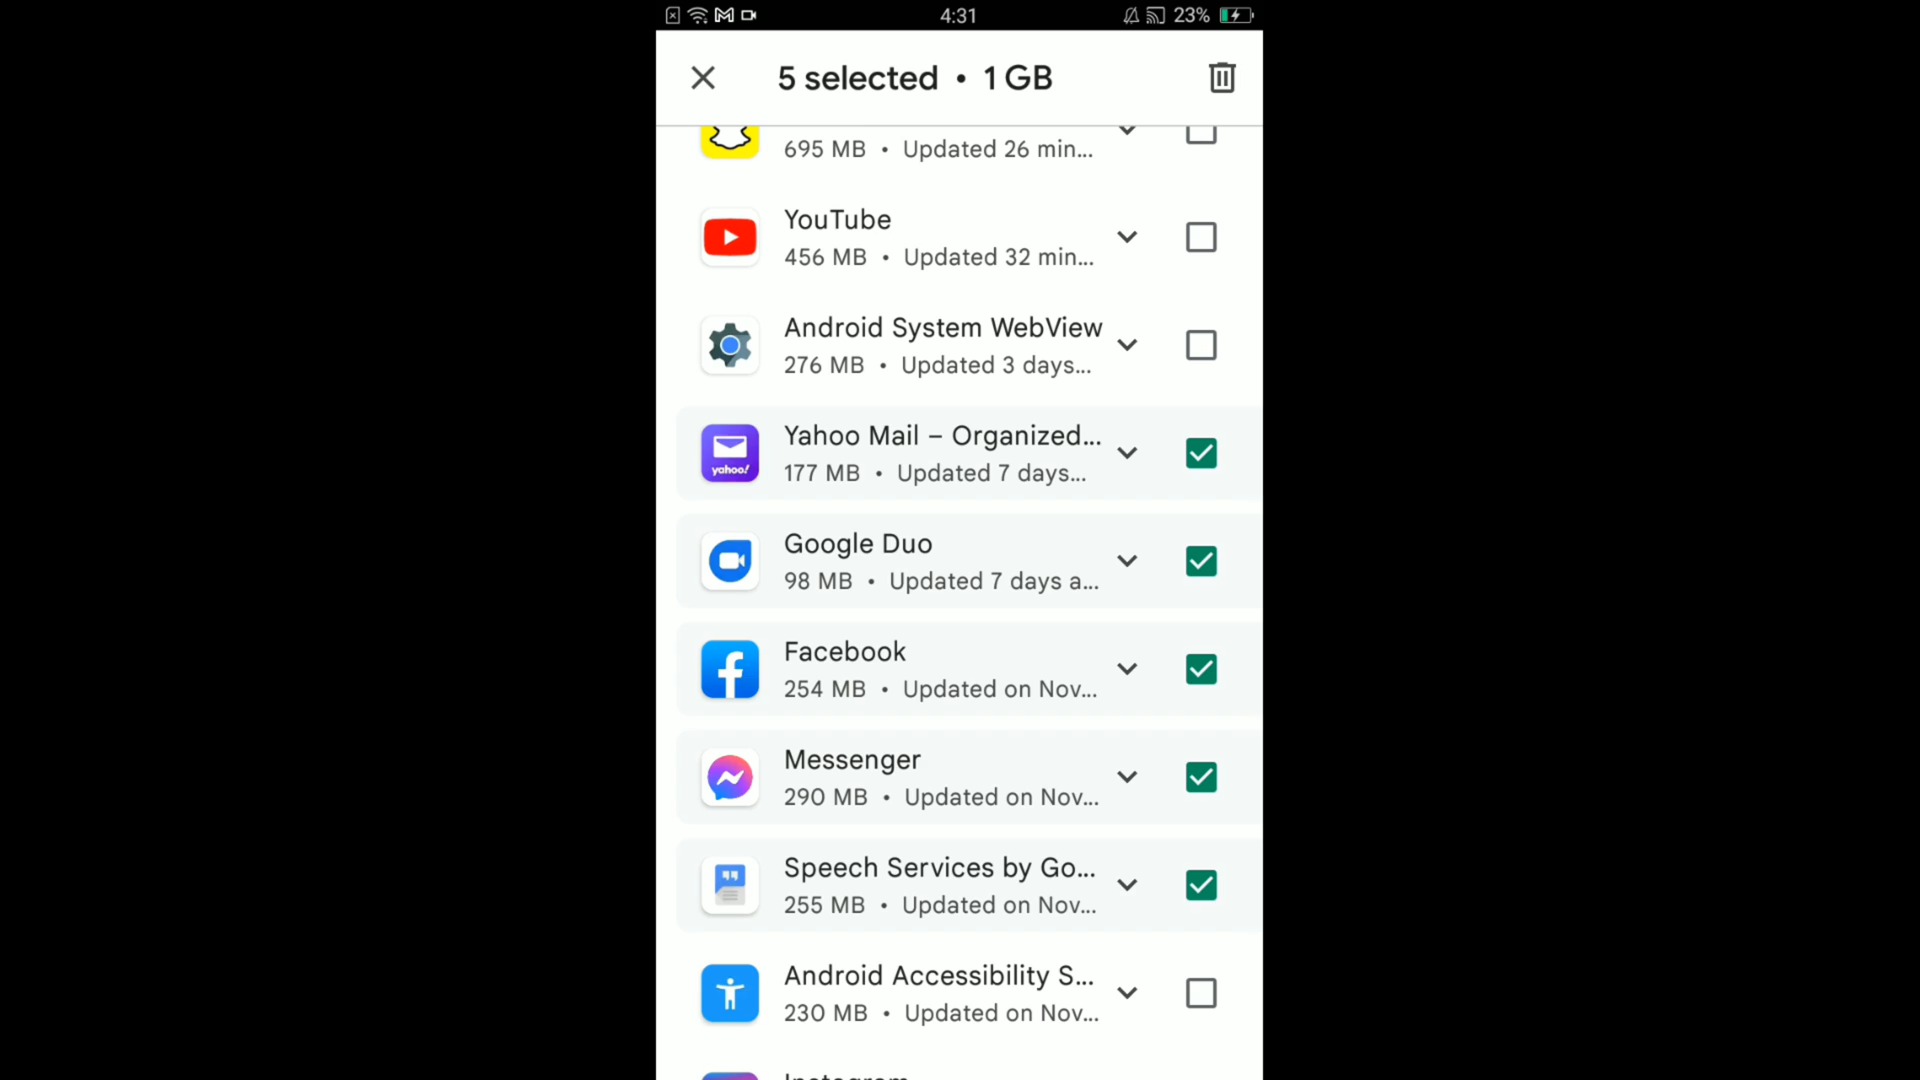 4:31
23%
5 selected • 1 GB
695 MB • Updated 26 min...
YouTube
456 MB • Updated 32 min...
Android System WebView
276 MB • Updated 3 days...
Yahoo Mail – Organized...
177 MB • Updated 7 days...
yahoo!
Google Duo
98 MB • Updated 7 days a...
Facebook
254 MB • Updated on Nov...
Messenger
290 MB • Updated on Nov...
Speech Services by Go...
255 MB • Updated on Nov...
Android Accessibility S...
230 MB • Updated on Nov...
Instagram